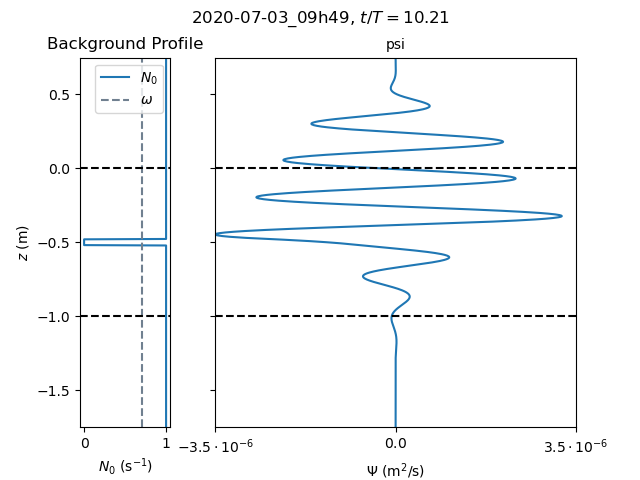 2020-07-03_09h49, t/T = 10.21
Background Profile
psi
N₀
ω
0.5
0.0
−0.5
−1.0
−1.5
z (m)
0
1
N₀ (s⁻¹)
−3.5 · 10⁻⁶
0.0
3.5 · 10⁻⁶
Ψ (m²/s)